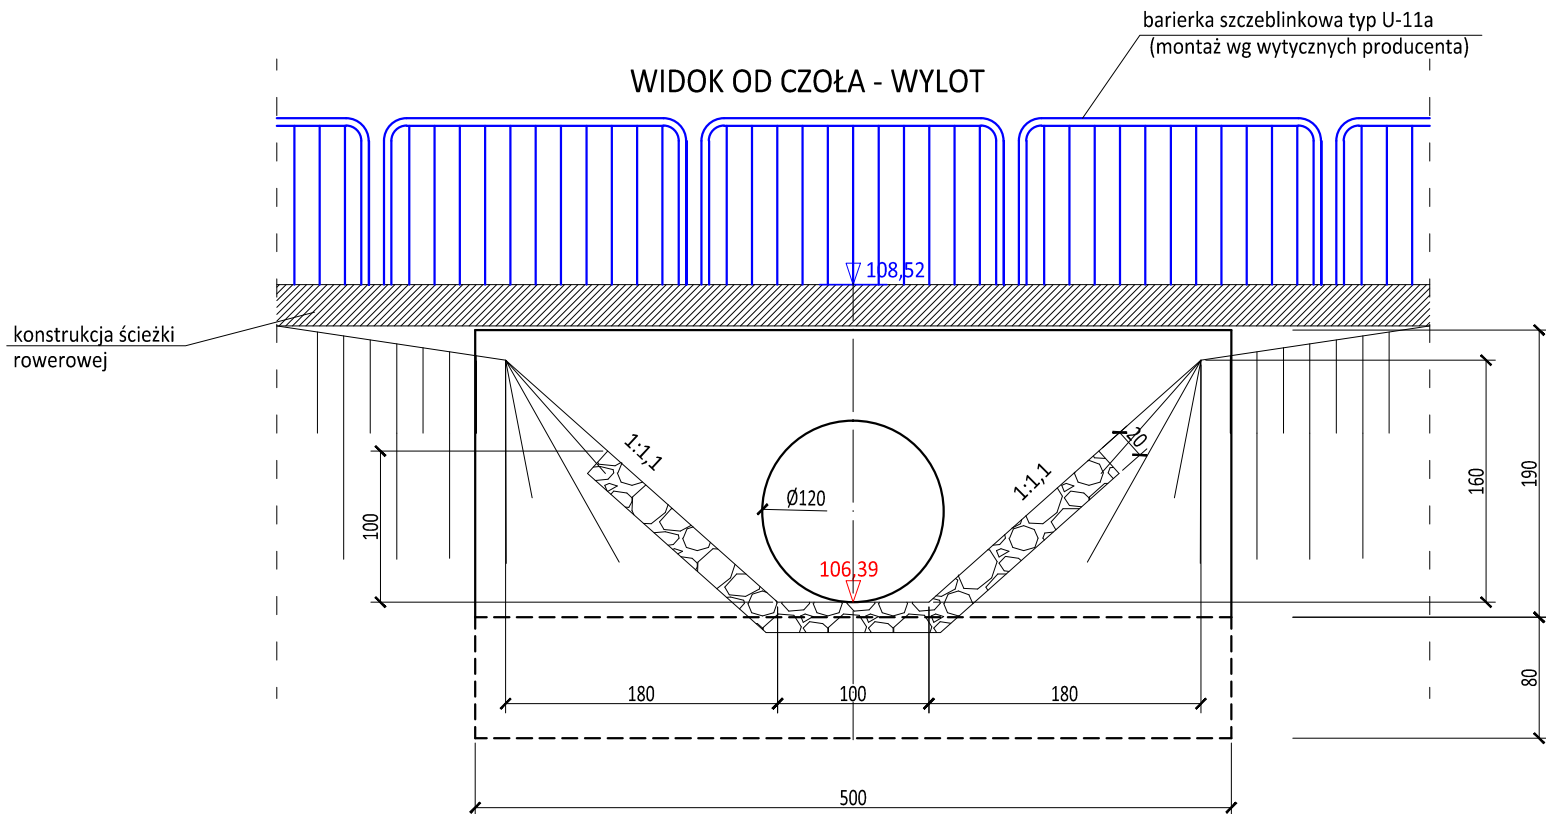 barierka szczeblinkowa typ U-11a
(montaż wg wytycznych producenta)
WIDOK OD CZOŁA - WYLOT
108,52
konstrukcja ścieżki
rowerowej
1:1,1
20
1:1,1
100
Ø120
160
190
106,39
180
100
180
80
500